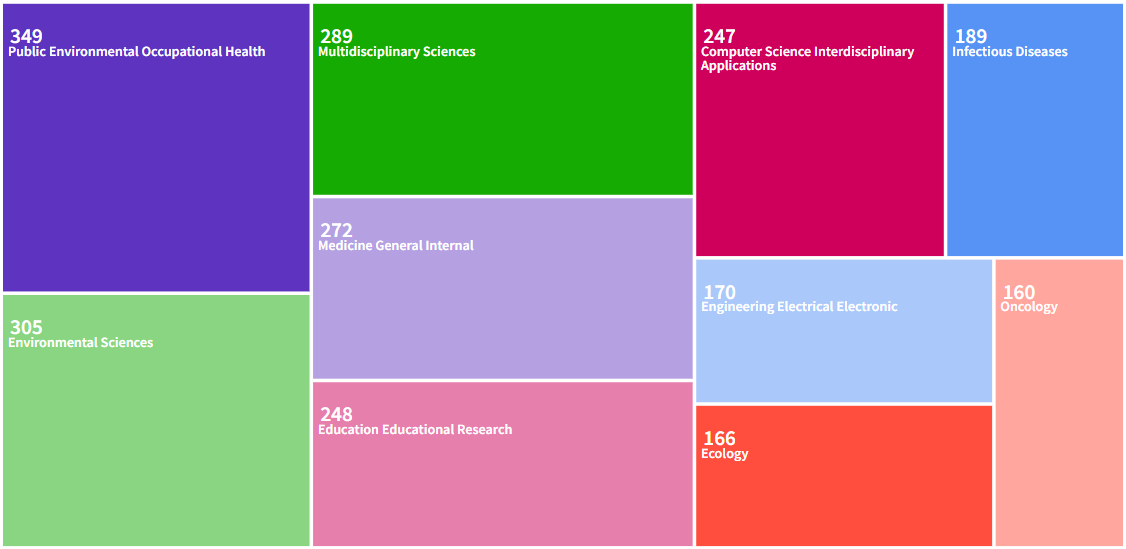 349
Public Environmental Occupational Health
289
Multidisciplinary Sciences
247
Computer Science Interdisciplinary
Applications
189
Infectious Diseases
272
Medicine General Internal
170
Engineering Electrical Electronic
160
Oncology
305
Environmental Sciences
248
Education Educational Research
166
Ecology